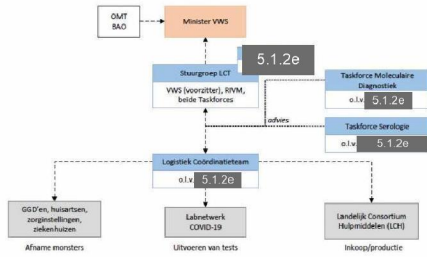 OMT
BAO
Minister VWS
5.1.2e
Stuurgroep LCT
VWS (voorzitter), RIVM,
beide Taskforces
Taskforce Moleculaire
Diagnostiek
o.l.v. 5.1.2e
advies
Taskforce Serologie
o.l.v. 5.1.2e
Logistiek Coördinatieteam
o.l.v. 5.1.2e
GGD'en, huisartsen,
zorginstellingen,
ziekenhuizen
Labnetwerk
COVID-19
Landelijk Consortium
Hulpmiddelen (LCH)
Afname monsters
Uitvoeren van tests
Inkoop/productie